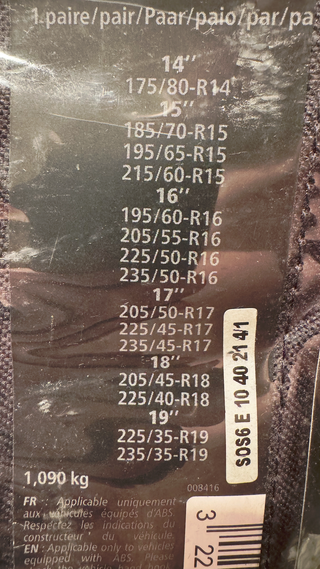 1 paire/pair/Paar/paio/par/pa
14’’
175/80-R14
15’’
185/70-R15
195/65-R15
215/60-R15
16’’
195/60-R16
205/55-R16
225/50-R16
235/50-R16
17’’
205/50-R17
225/45-R17
235/45-R17
18’’
205/45-R18
225/40-R18
19’’
225/35-R19
235/35-R19
SOS6 E 10 40 21 4/1
1,090 kg
008416
FR : Applicable uniquement
aux véhicules équipés d'ABS.
Respectez les indications du
constructeur du véhicule.
EN : Applicable only to vehicles
equipped with ABS. Please
3 22